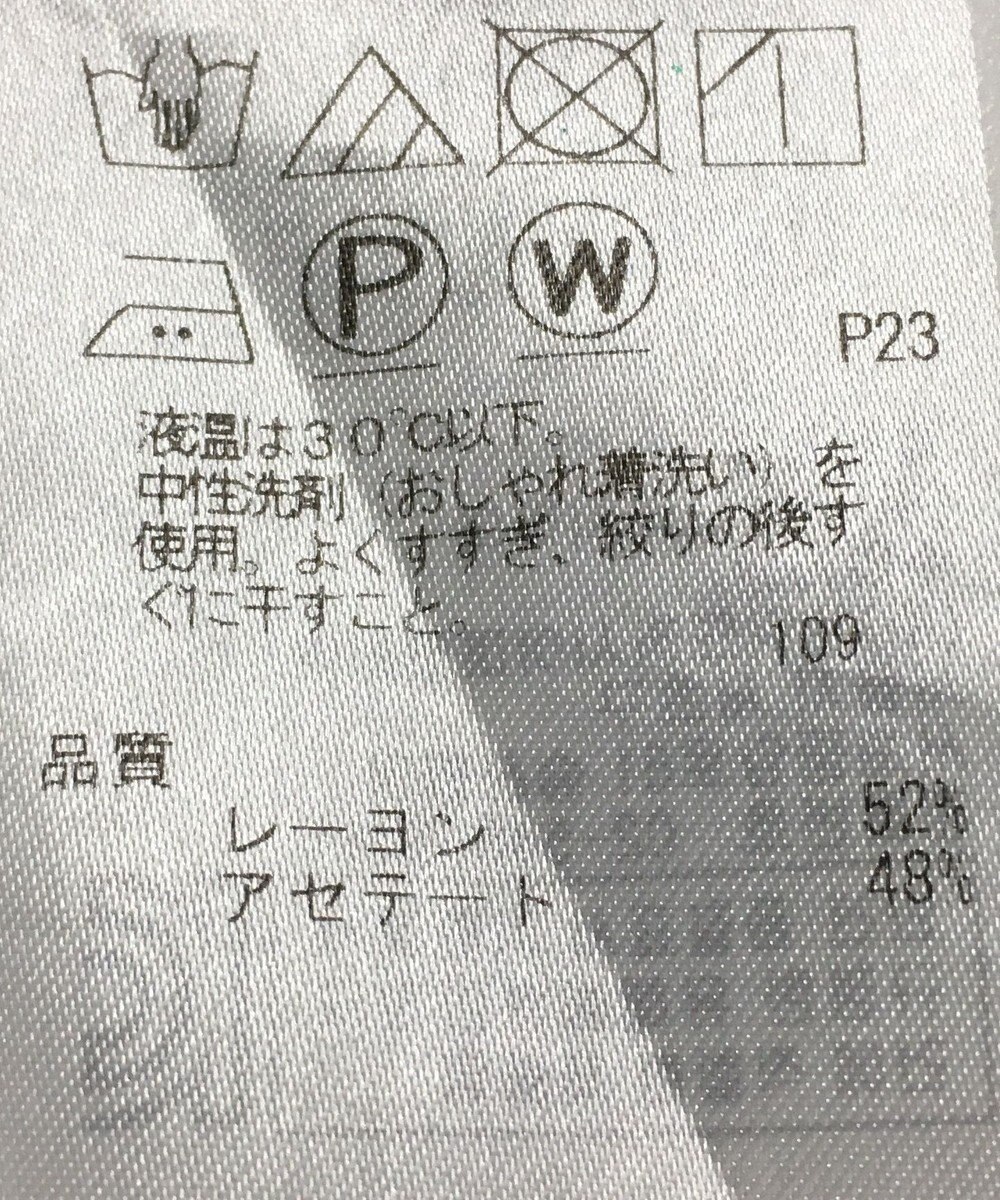 P W
P23
液温は30℃以下。
中性洗剤(おしゃれ着洗い)を
使用。よくすすぎ、絞りの後す
ぐに干すこと。
109
品質
レーヨン 52%
アセテート 48%